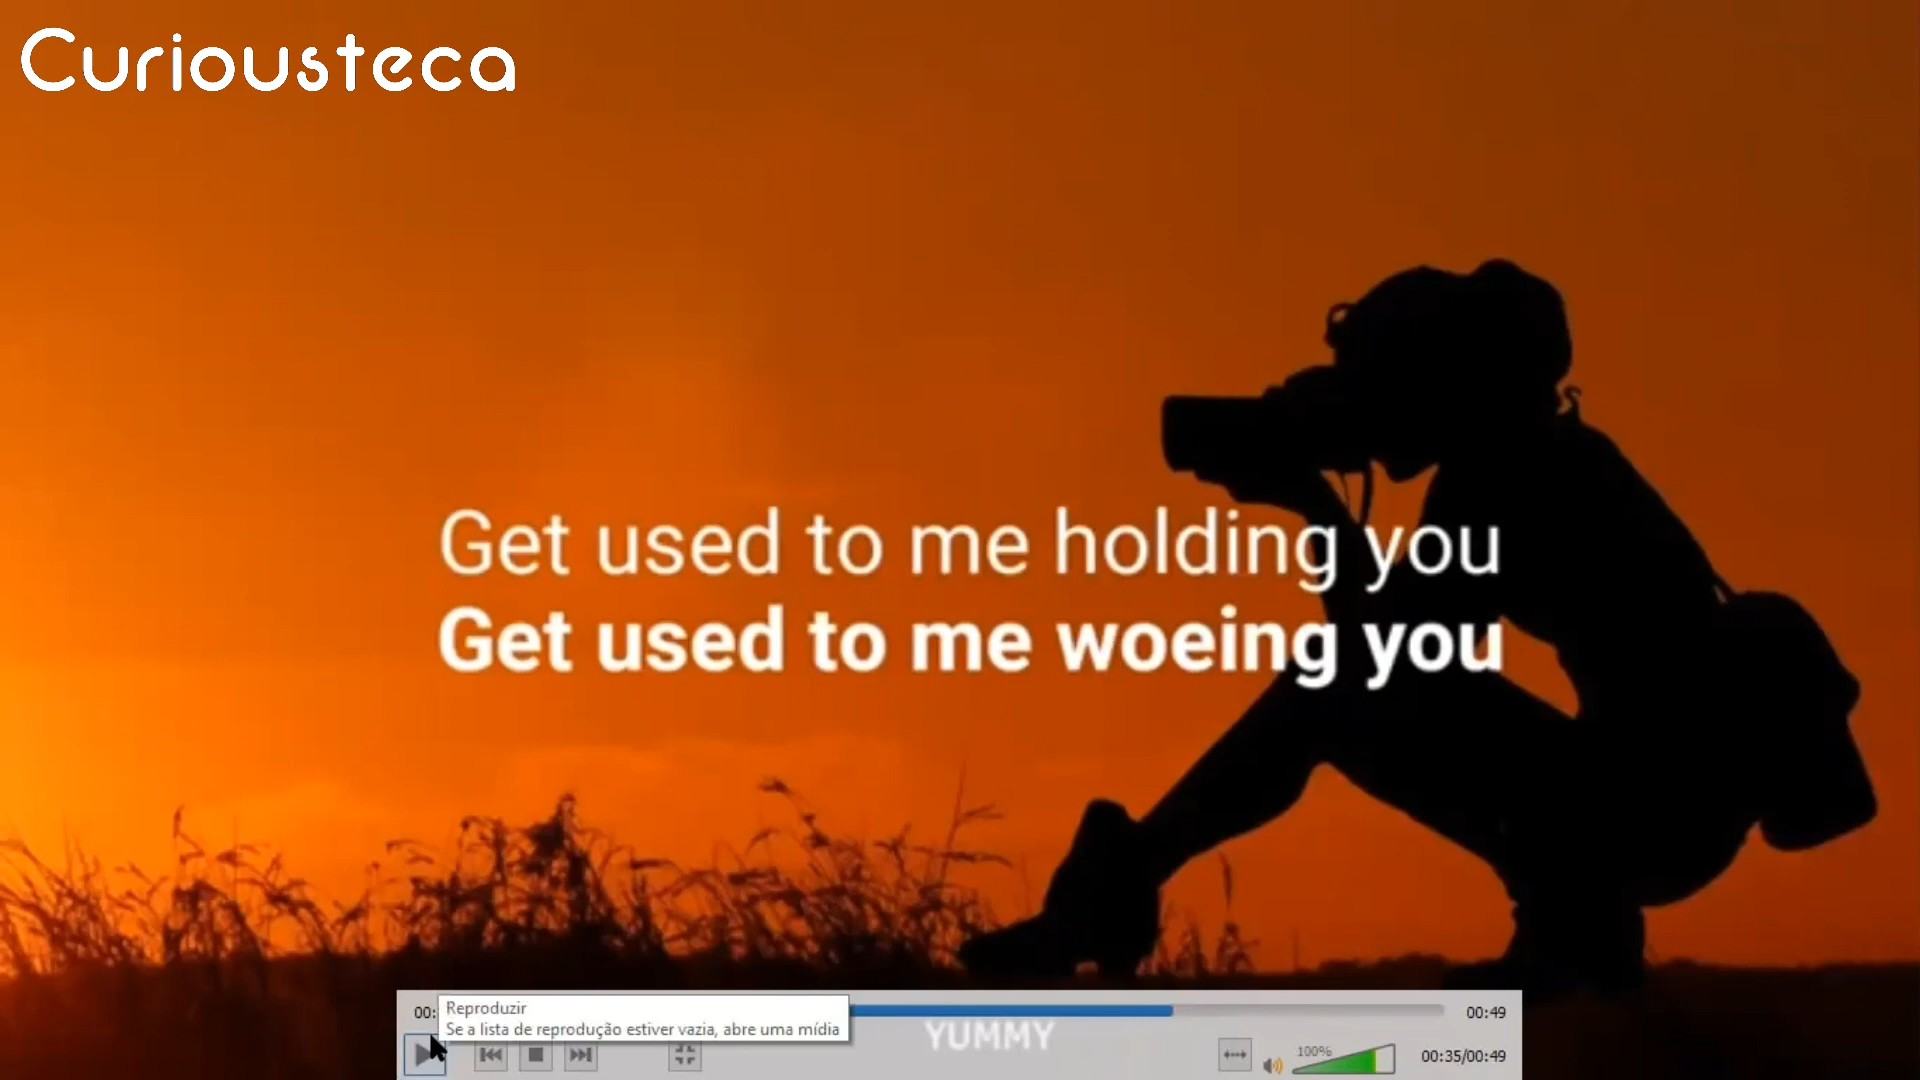 Curiousteca
Get used to me holding you
Get used to me woeing you
00:
Reproduzir
Se a lista de reprodução estiver vazia, abre uma mídia
00:49
YUMMY
100%
00:35/00:49